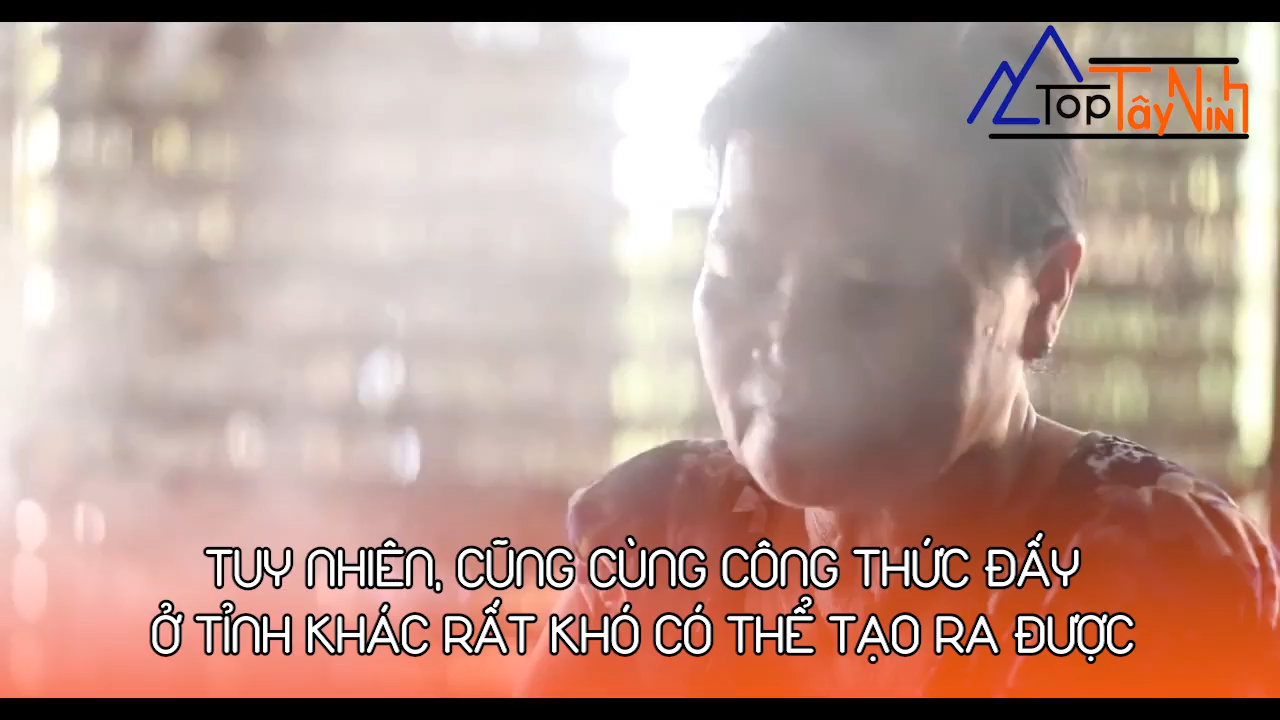 Top Tây Ninh
TUY NHIÊN, CŨNG CÙNG CÔNG THỨC ĐẤY
Ở TỈNH KHÁC RẤT KHÓ CÓ THỂ TẠO RA ĐƯỢC